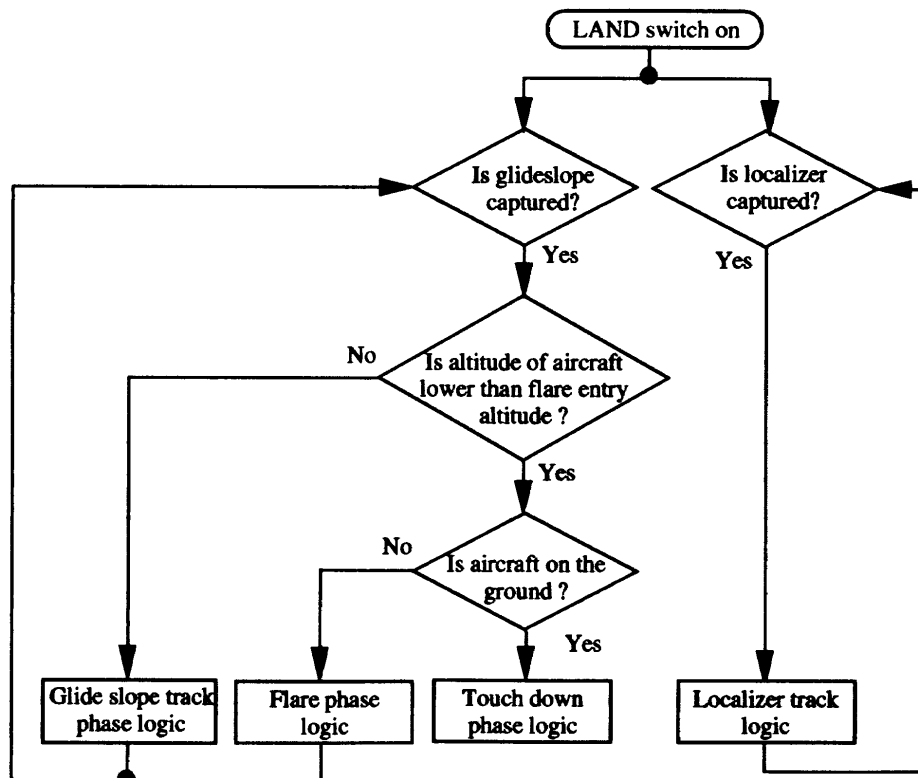 LAND switch on
Is glideslope
captured?
Is localizer
captured?
Yes
Yes
No
Is altitude of aircraft
lower than flare entry
altitude ?
Yes
No
Is aircraft on the
ground ?
Yes
Glide slope track
phase logic
Flare phase
logic
Touch down
phase logic
Localizer track
logic